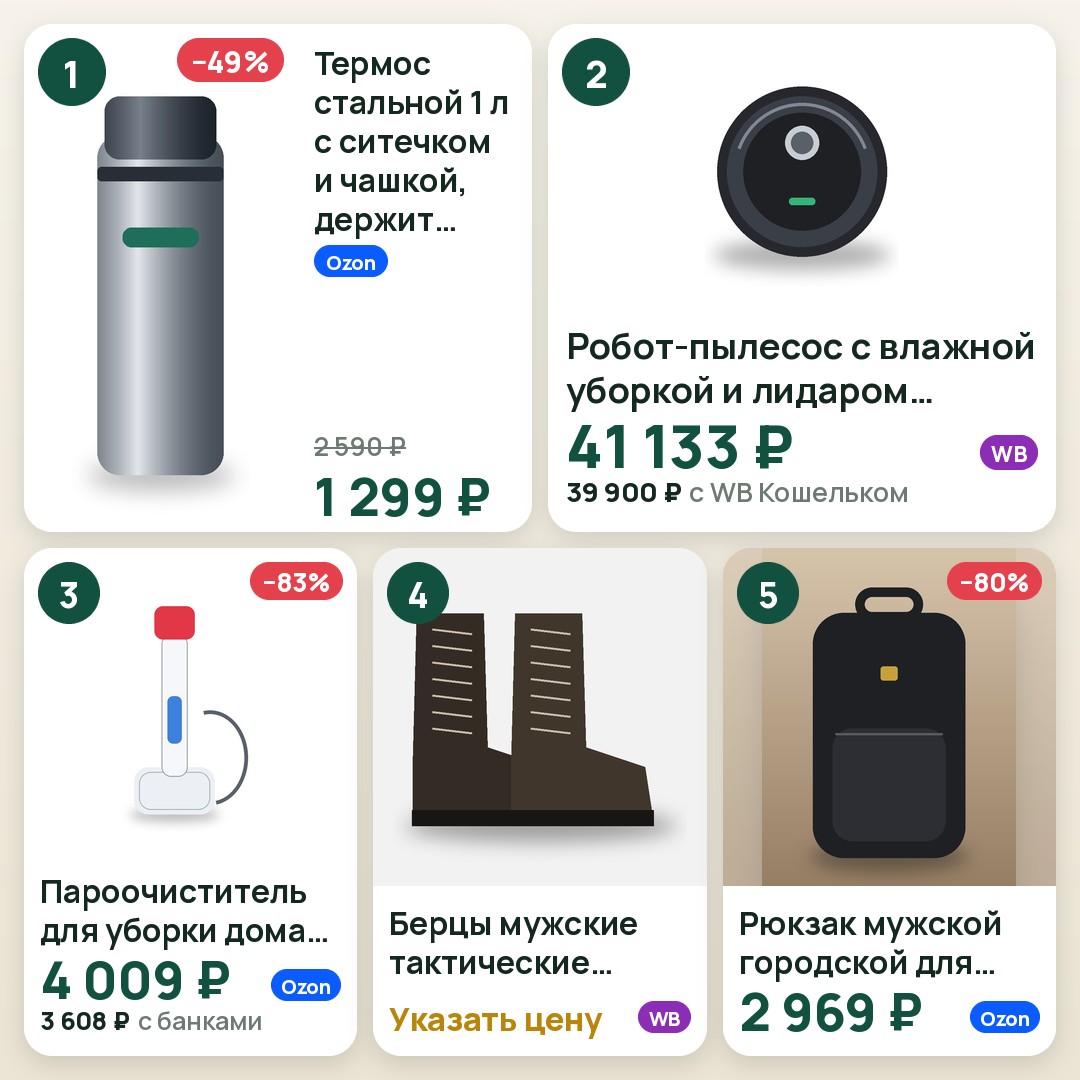 1
−49%
Термос
стальной 1 л
с ситечком
и чашкой,
держит…
Ozon
2 590 ₽
1 299 ₽
2
Робот-пылесос с влажной
уборкой и лидаром…
41 133 ₽
WB
39 900 ₽ с WB Кошельком
3
−83%
Пароочиститель
для уборки дома…
4 009 ₽
Ozon
3 608 ₽ с банками
4
Берцы мужские
тактические…
Указать цену
WB
5
−80%
Рюкзак мужской
городской для…
2 969 ₽
Ozon